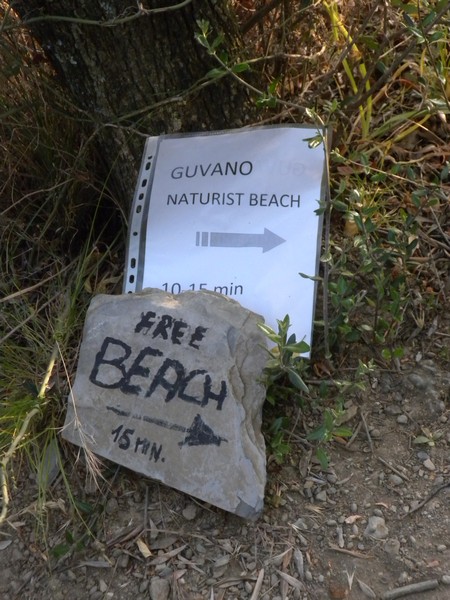 GUVANO
NATURIST BEACH
10-15 min
FREE
BEACH
15 MIN.